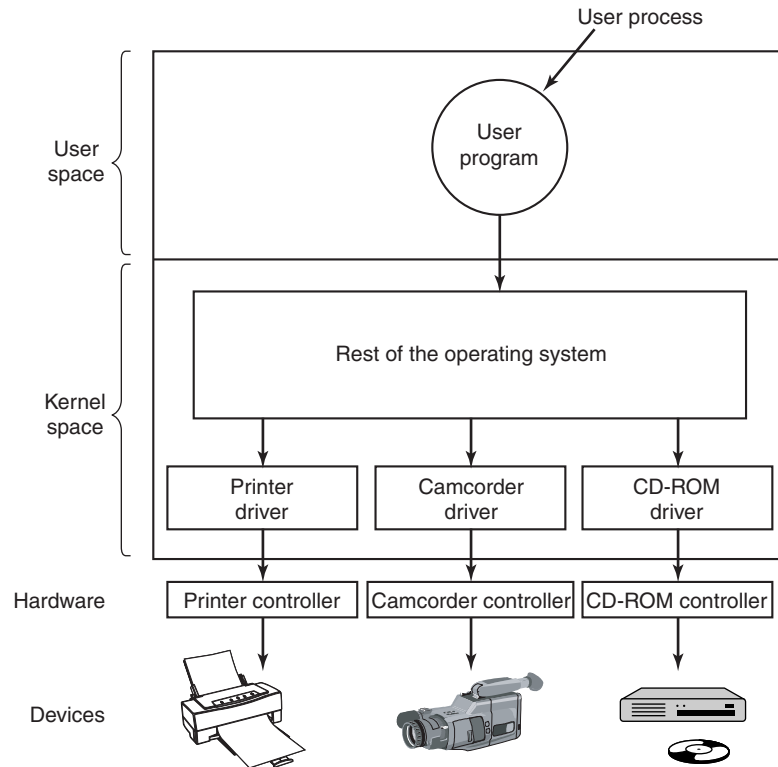 User process
User
space
User
program
Rest of the operating system
Kernel
space
Printer
driver
Camcorder
driver
CD-ROM
driver
Hardware
Printer controller
Camcorder controller
CD-ROM controller
Devices